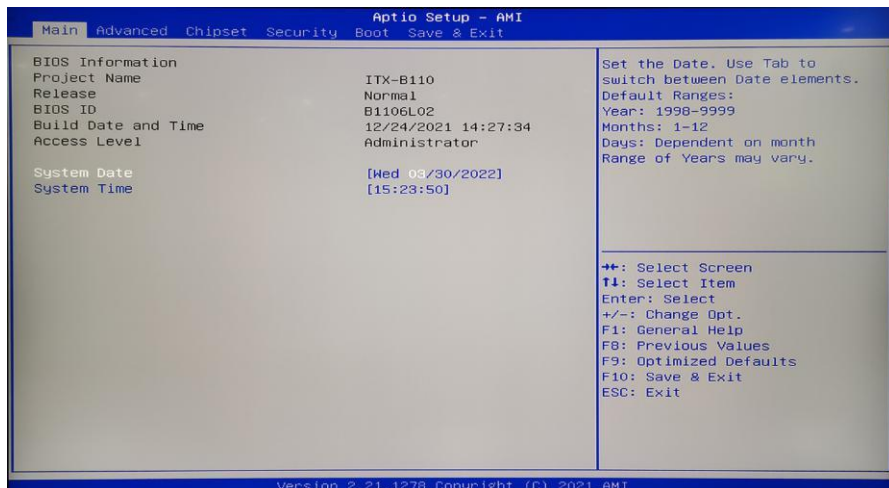 Aptio Setup - AMI
Main Advanced Chipset Security Boot Save & Exit
BIOS Information
Project Name ITX-B110
Release Normal
BIOS ID B1106L02
Build Date and Time 12/24/2021 14:27:34
Access Level Administrator
System Date [Wed 03/30/2022]
System Time [15:23:50]
Set the Date. Use Tab to
switch between Date elements.
Default Ranges:
Year: 1998-9999
Months: 1-12
Days: Dependent on month
Range of Years may vary.
→←: Select Screen
↑↓: Select Item
Enter: Select
+/-: Change Opt.
F1: General Help
F8: Previous Values
F9: Optimized Defaults
F10: Save & Exit
ESC: Exit
Version 2.21.1278 Copyright (C) 2021 AMI